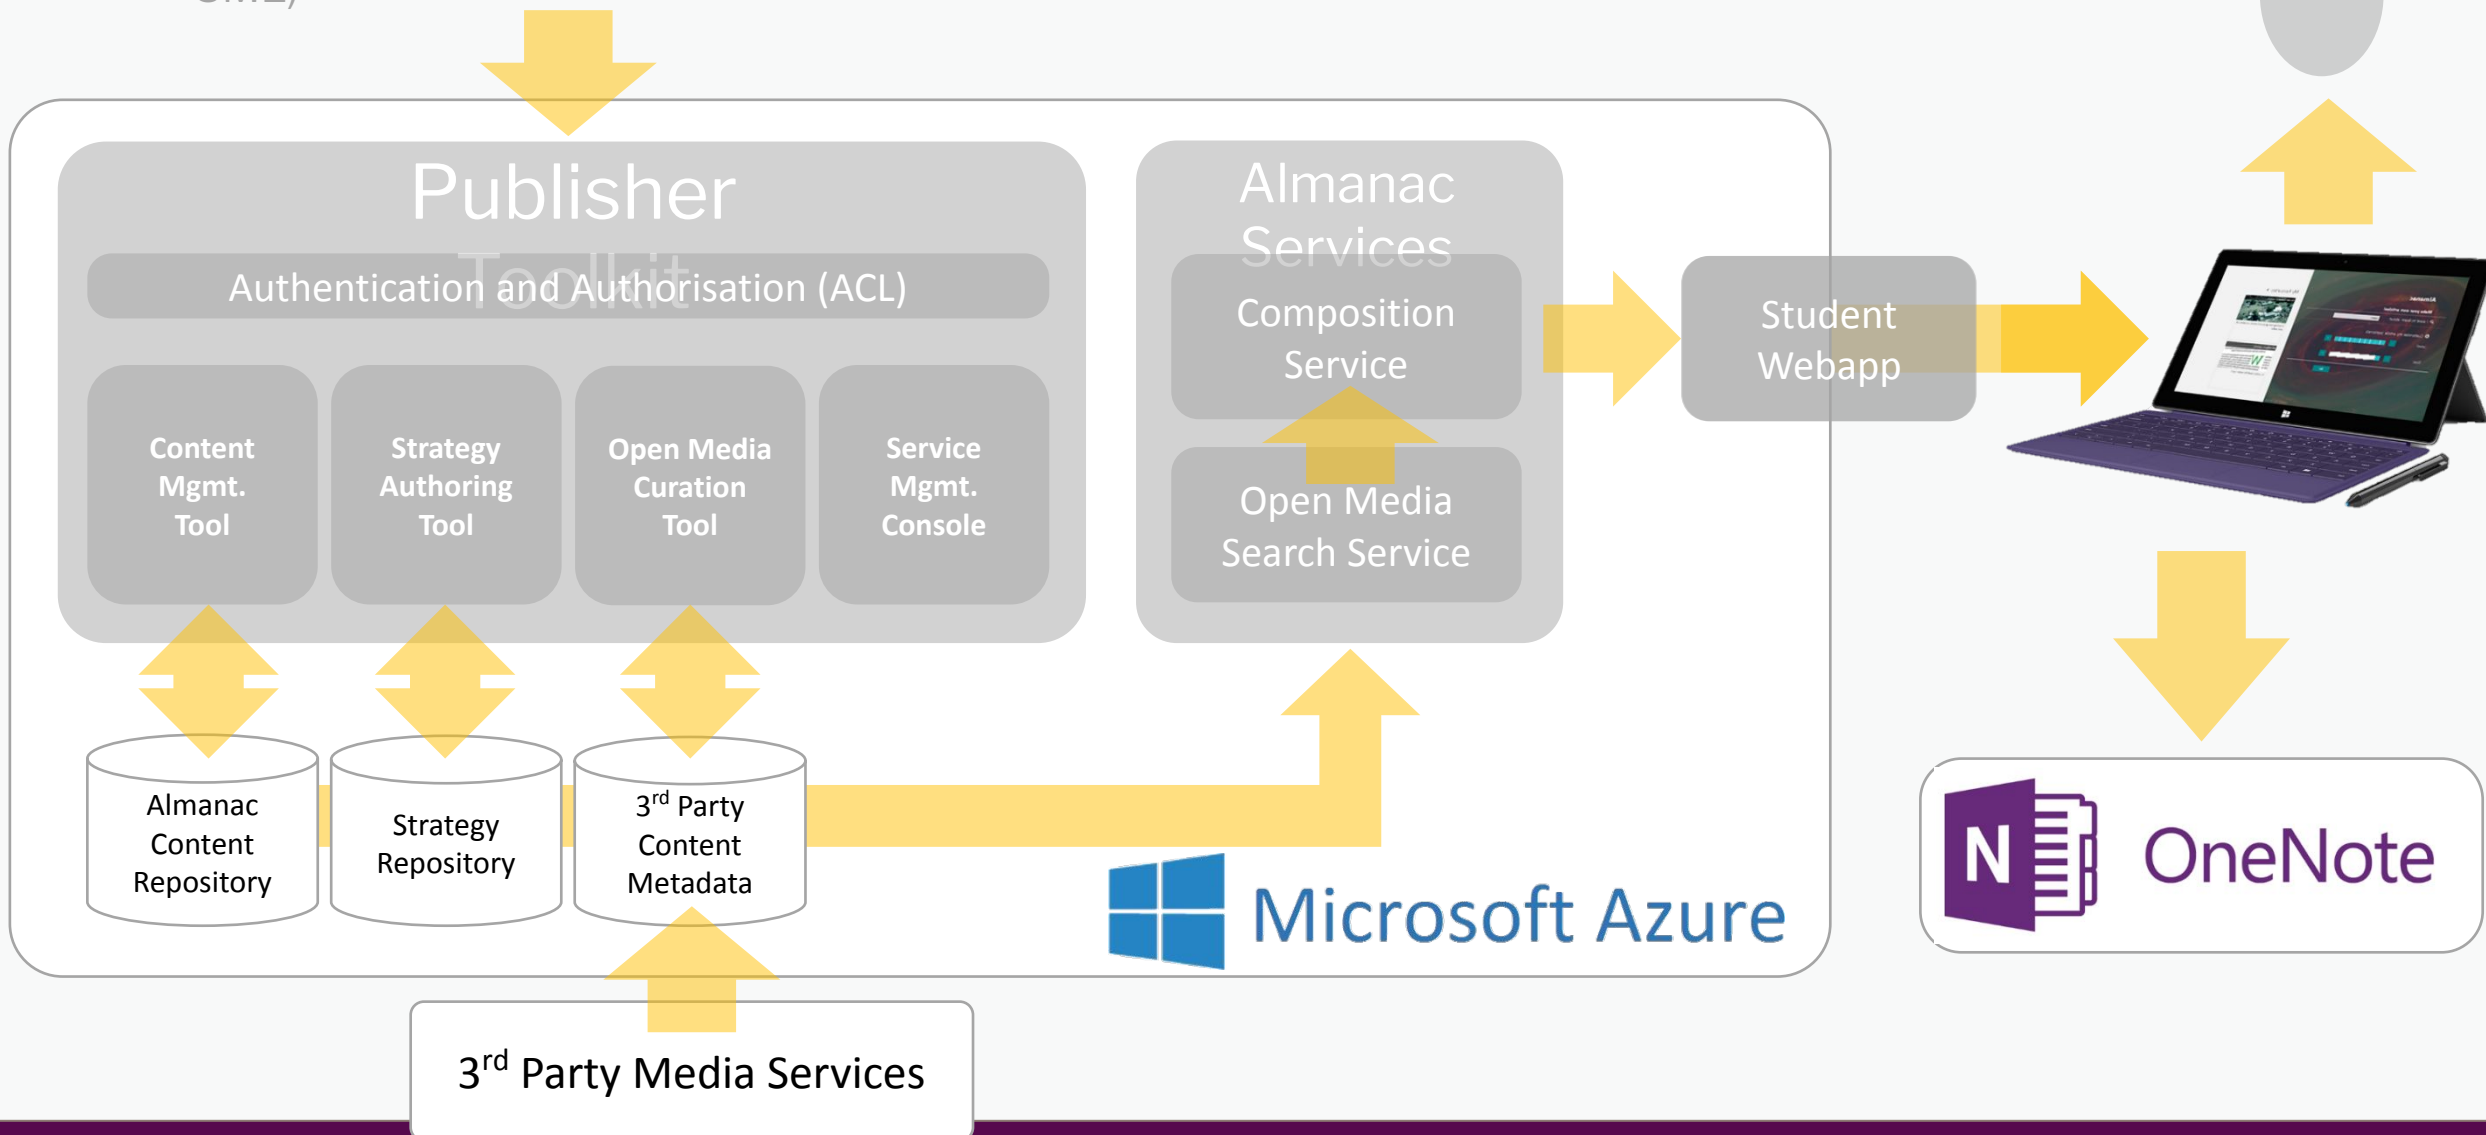 Publisher
Toolkit
Authentication and Authorisation (ACL)
Content
Mgmt.
Tool
Strategy
Authoring
Tool
Open Media
Curation
Tool
Service
Mgmt.
Console
Almanac
Services
Composition
Service
Open Media
Search Service
Student
Webapp
Almanac
Content
Repository
Strategy
Repository
3rd Party
Content
Metadata
Microsoft Azure
N
OneNote
3rd Party Media Services